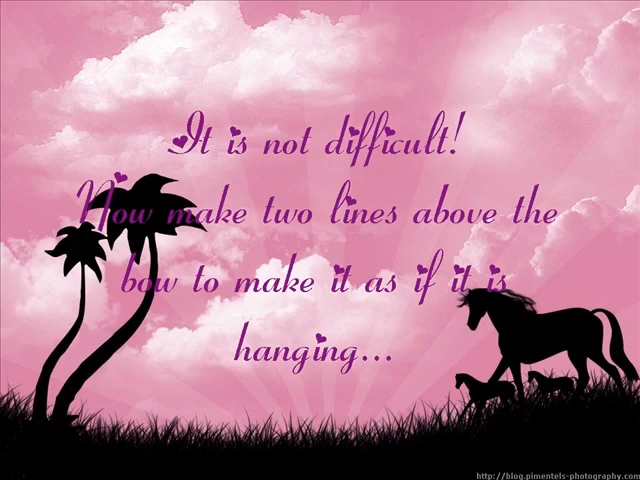 It is not difficult!
Now make two lines above the
bow to make it as if it is
hanging...
http://blog.pimentels-photography.com